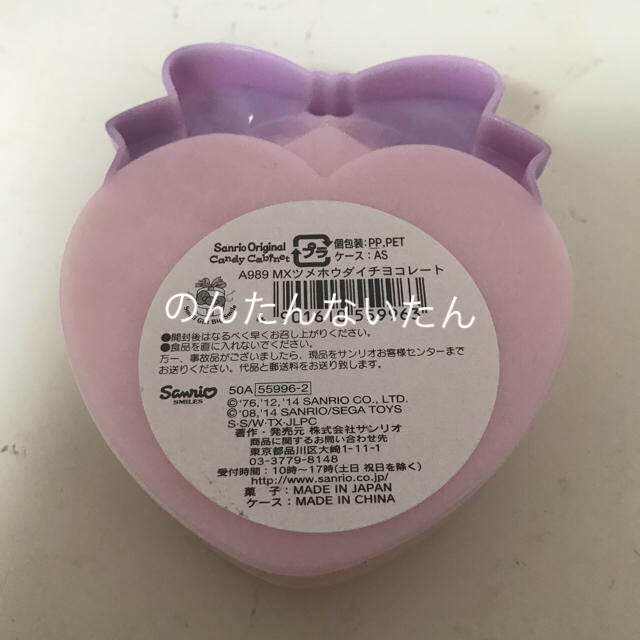 Sanrio Original
Candy Cabinet
プラ
個包装:PP,PET
ケース:AS
A989 MXツメホウダイチヨコレート
のんたんないたん
●開封後はなるべく早くお召し上がりください。
●食品を直に入れないでください。
万一、事故品がございましたら、現品をサンリオお客様センターまで
お送りください。代品と郵送料をお送り致します。
Sanrio
SMILES
50A 55996-2
©'76,'12,'14 SANRIO CO., LTD.
©'08,'14 SANRIO/SEGA TOYS
S·S/W·TX·JLPC
著作・発売元 株式会社サンリオ
商品に関するお問い合わせ先
東京都品川区大崎1-11-1
03-3779-8148
受付時間:10時〜17時(土日 祝日を除く)
http://www.sanrio.co.jp/
菓 子:MADE IN JAPAN
ケース:MADE IN CHINA